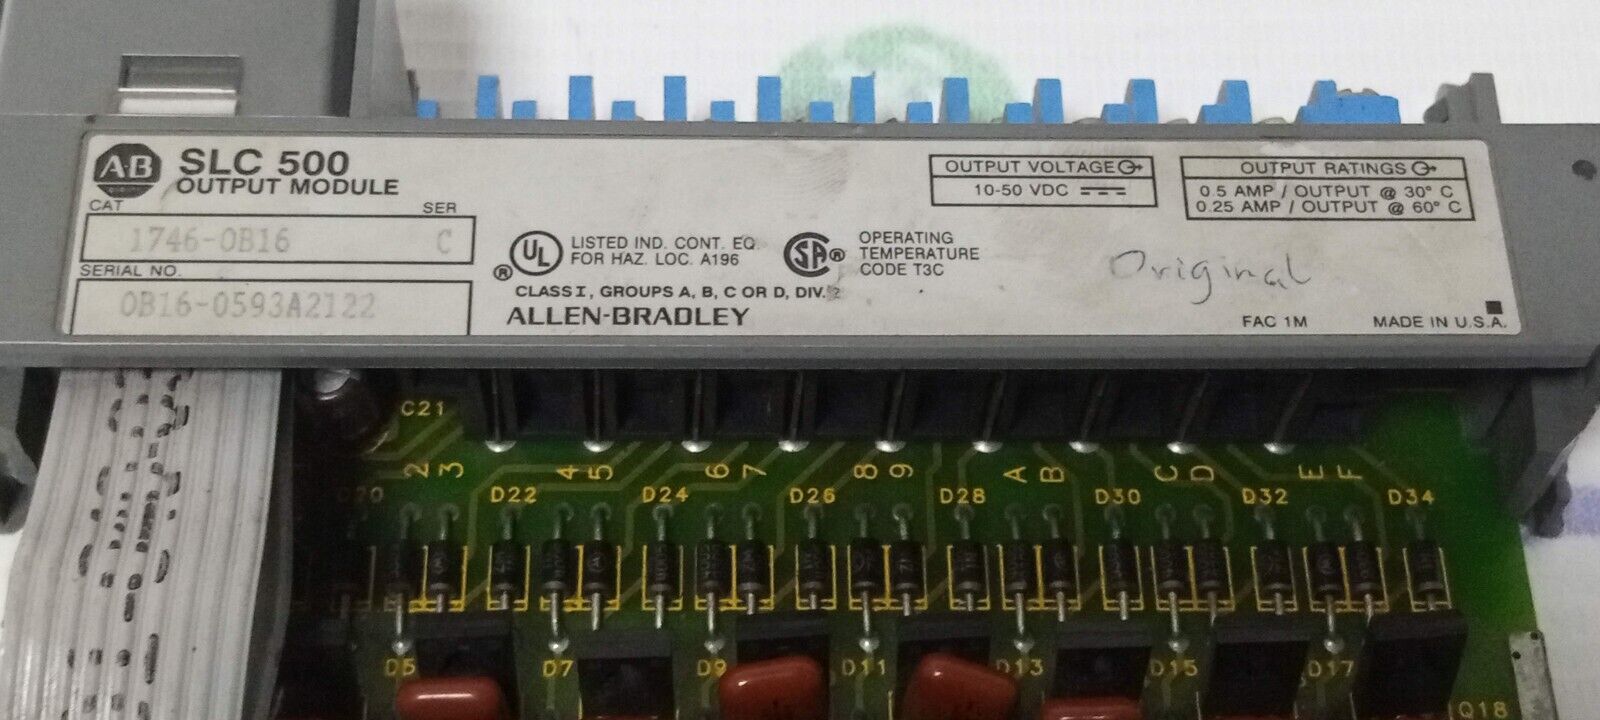 A-B SLC 500
OUTPUT MODULE
CAT SER
1746-OB16 C
SERIAL NO.
OB16-0593A2122
UL
®
LISTED IND. CONT. EQ.
FOR HAZ. LOC. A196
SA ®
OPERATING
TEMPERATURE
CODE T3C
CLASS I, GROUPS A, B, C OR D, DIV. 2
ALLEN-BRADLEY
OUTPUT VOLTAGE
10-50 VDC
OUTPUT RATINGS
0.5 AMP / OUTPUT @ 30° C
0.25 AMP / OUTPUT @ 60° C
Original
FAC 1M MADE IN U.S.A.
C21
2 3 4 5 6 7 8 9 A B C D E F
D20 D22 D24 D26 D28 D30 D32 D34
D5 D7 D9 D11 D13 D15 D17
Q18